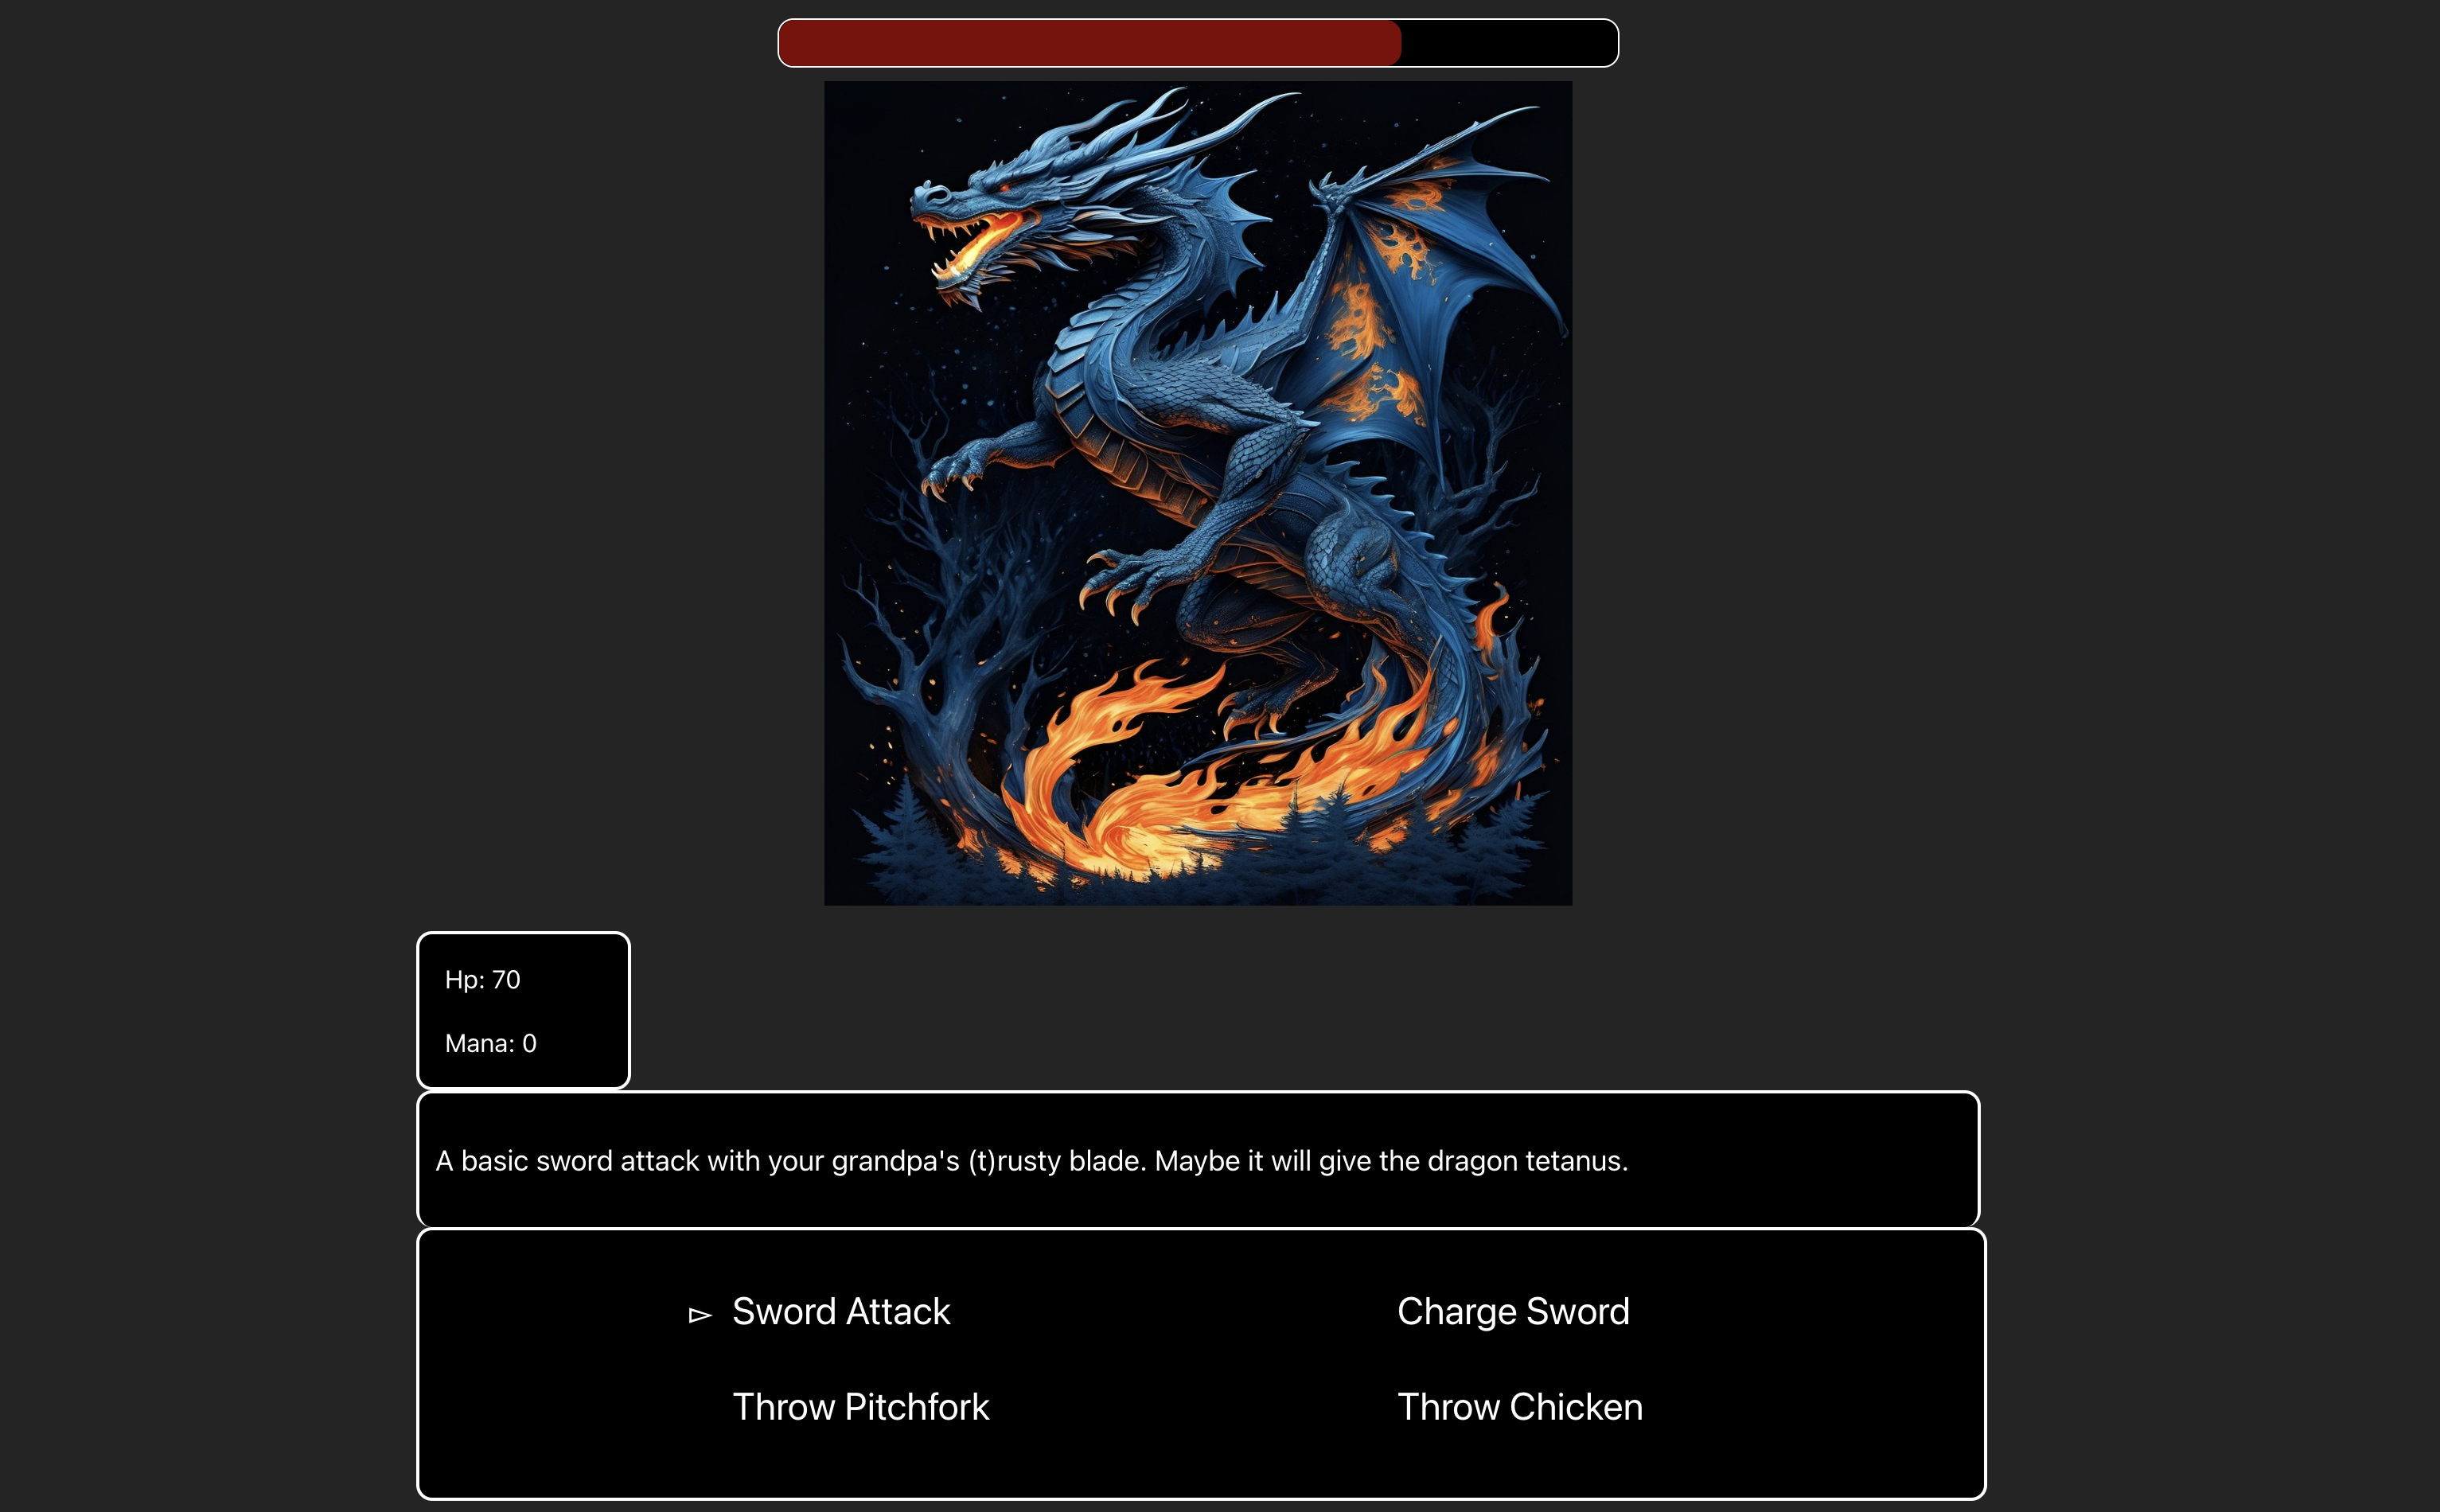 Hp: 70
Mana: 0
A basic sword attack with your grandpa's (t)rusty blade. Maybe it will give the dragon tetanus.
▻ Sword Attack
Charge Sword
Throw Pitchfork
Throw Chicken